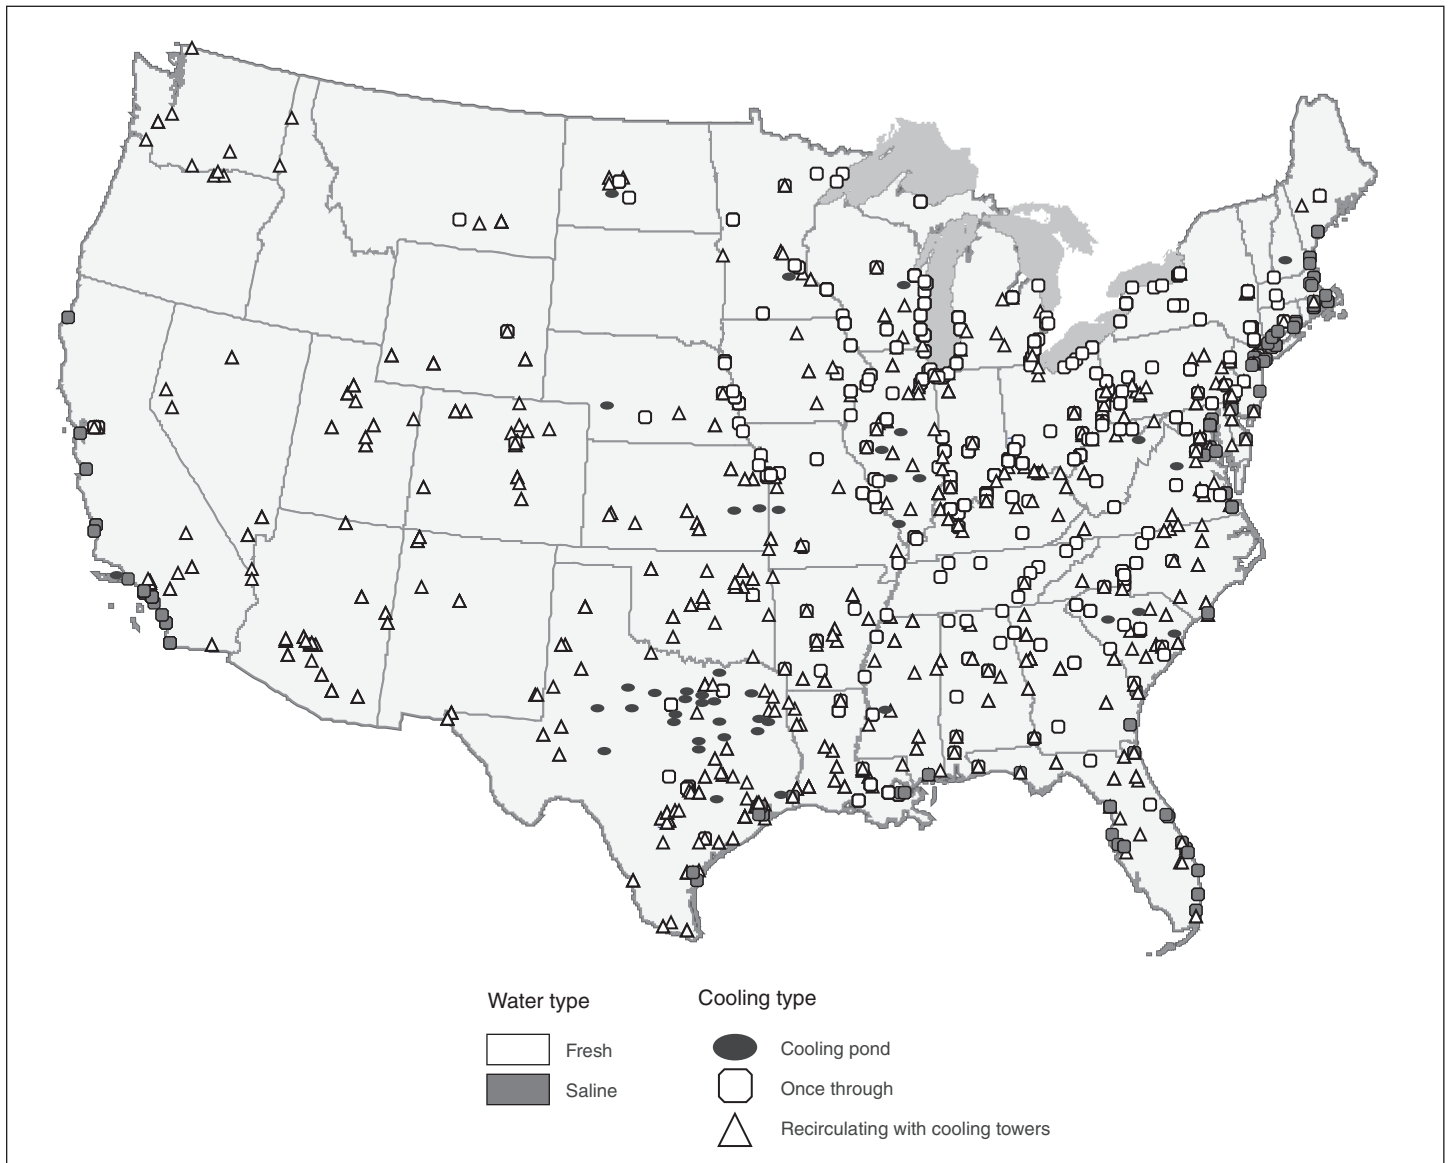 Water type
Fresh
Saline
Cooling type
Cooling pond
Once through
Recirculating with cooling towers